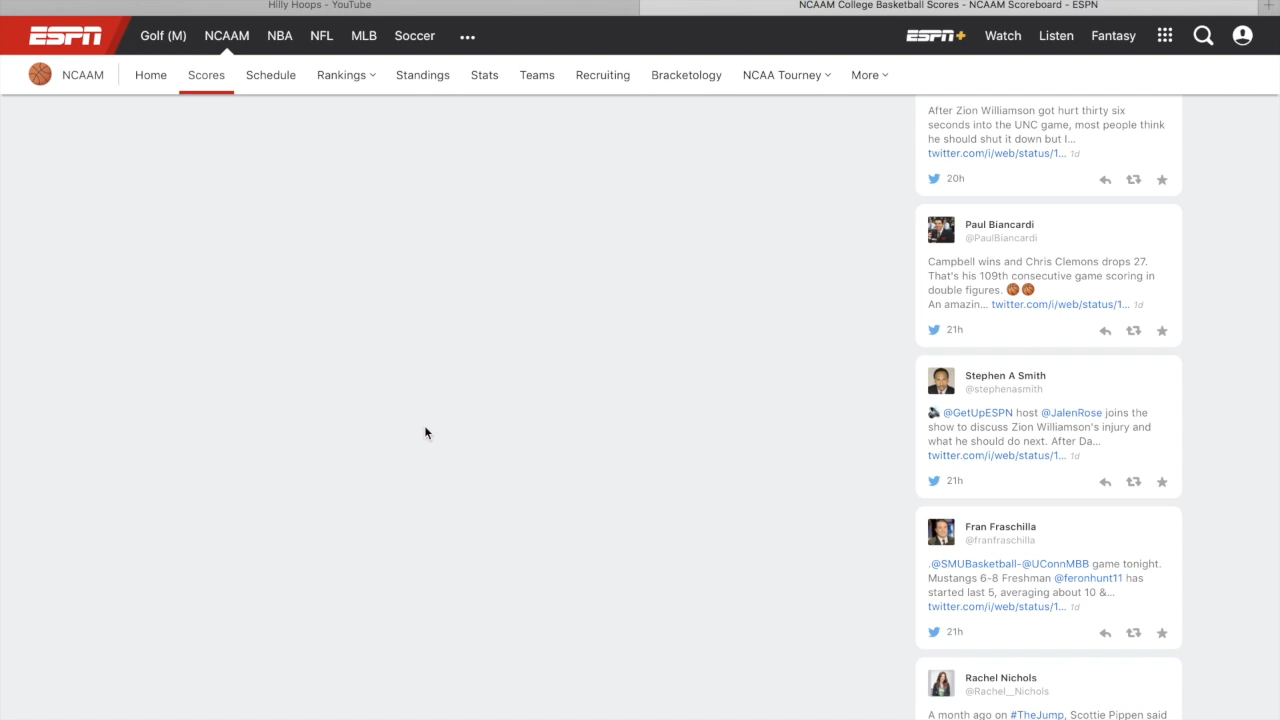 Hilly Hoops - YouTube
NCAAM College Basketball Scores - NCAAM Scoreboard - ESPN
ESPN
Golf (M)
NCAAM
NBA
NFL
MLB
Soccer
ESPN+
Watch
Listen
Fantasy
NCAAM
Home
Scores
Schedule
Rankings
Standings
Stats
Teams
Recruiting
Bracketology
NCAA Tourney
More
After Zion Williamson got hurt thirty six
seconds into the UNC game, most people think
he should shut it down but I...
twitter.com/i/web/status/1... 1d
20h
Paul Biancardi
@PaulBiancardi
Campbell wins and Chris Clemons drops 27.
That's his 109th consecutive game scoring in
double figures. 🏀🏀
An amazin... twitter.com/i/web/status/1... 1d
21h
Stephen A Smith
@stephenasmith
@GetUpESPN host @JalenRose joins the
show to discuss Zion Williamson's injury and
what he should do next. After Da...
twitter.com/i/web/status/1... 1d
21h
Fran Fraschilla
@franfraschilla
.@SMUBasketball-@UConnMBB game tonight.
Mustangs 6-8 Freshman @feronhunt11 has
started last 5, averaging about 10 &...
twitter.com/i/web/status/1... 1d
21h
Rachel Nichols
@Rachel__Nichols
A month ago on #TheJump, Scottie Pippen said